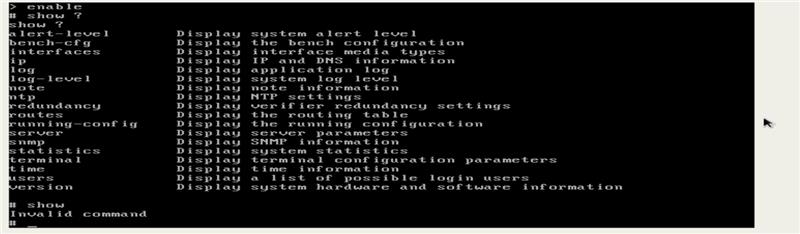 > enable
# show ?
show ?
alert-level Display system alert level
bench-cfg Display the bench configuration
interfaces Display interface media types
ip Display IP and DNS information
log Display application log
log-level Display system log level
note Display note information
ntp Display NTP settings
redundancy Display verifier redundancy settings
routes Display the routing table
running-config Display the running configuration
server Display server parameters
snmp Display SNMP information
statistics Display system statistics
terminal Display terminal configuration parameters
time Display time information
users Display a list of possible login users
version Display system hardware and software information
# show
Invalid command
# _